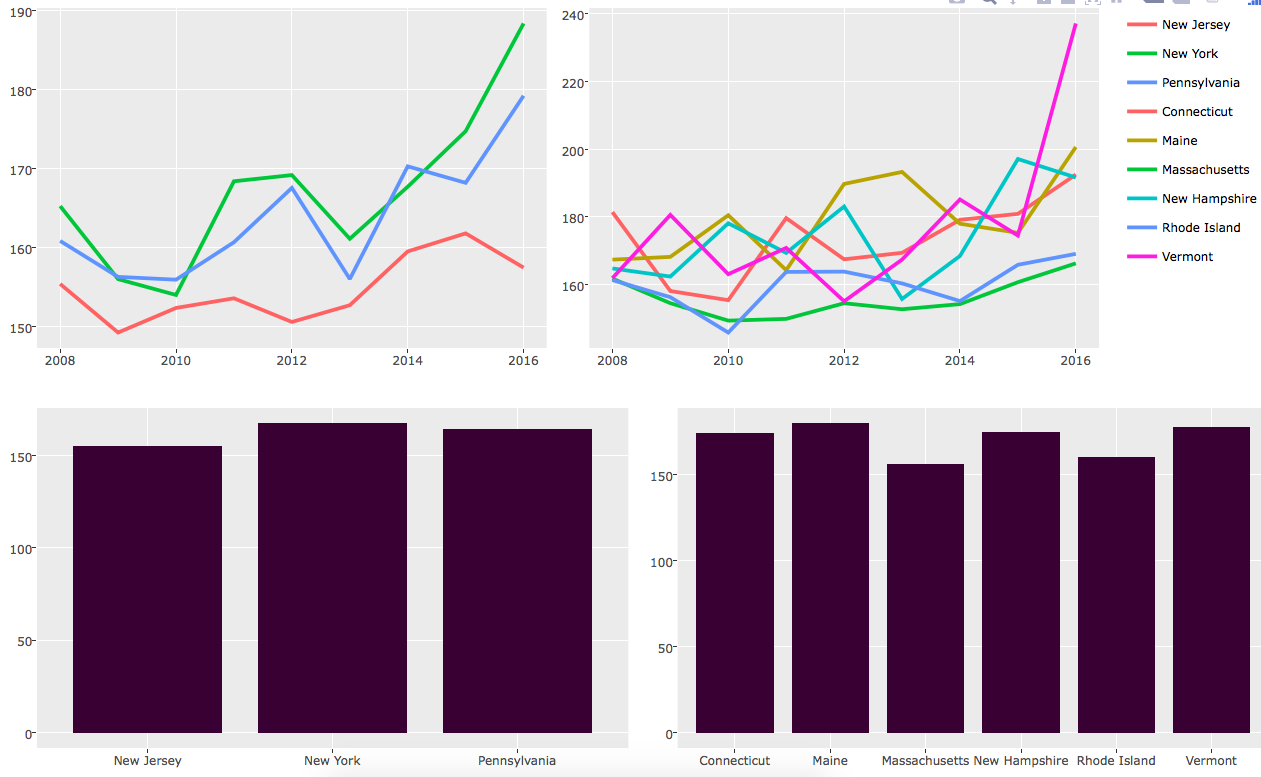 190
180
170
160
150
2008 2010 2012 2014 2016
240
220
200
180
160
2008 2010 2012 2014 2016
New Jersey
New York
Pennsylvania
Connecticut
Maine
Massachusetts
New Hampshire
Rhode Island
Vermont
150
100
50
0
New Jersey New York Pennsylvania
150
100
50
0
Connecticut Maine Massachusetts New Hampshire Rhode Island Vermont